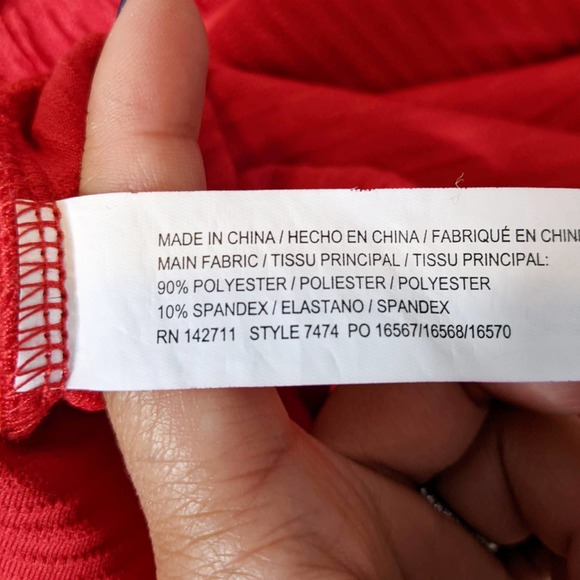 MADE IN CHINA / HECHO EN CHINA / FABRIQUÉ EN CHIN
MAIN FABRIC / TISSU PRINCIPAL / TISSU PRINCIPAL:
90% POLYESTER / POLIESTER / POLYESTER
10% SPANDEX / ELASTANO / SPANDEX
RN 142711 STYLE 7474 PO 16567/16568/16570